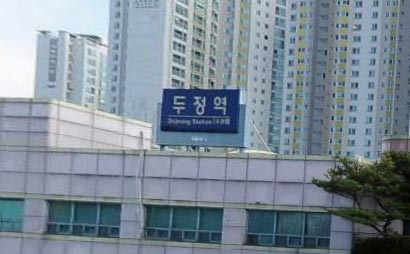 두정역
Dujeong Station